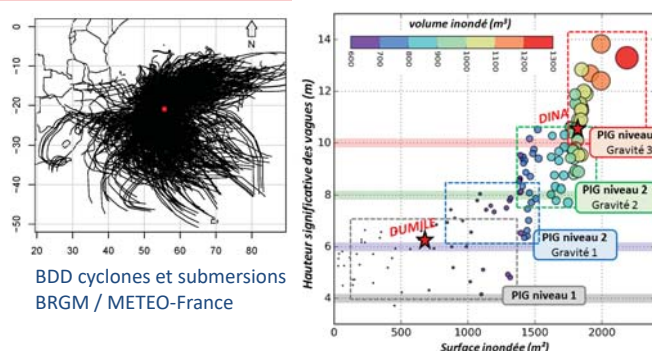 0
-10
-20
-30
-40
-50
20 30 40 50 60 70 80
N
BDD cyclones et submersions
BRGM / METEO-France
volume inondé (m³)
600 700 800 900 1000 1100 1200 1300
Hauteur significative des vagues (m)
14
12
10
8
6
4
DINA
PIG niveau
Gravité 3
PIG niveau 2
Gravité 2
DUMILE
PIG niveau 2
Gravité 1
PIG niveau 1
0 500 1000 1500 2000
Surface inondée (m²)